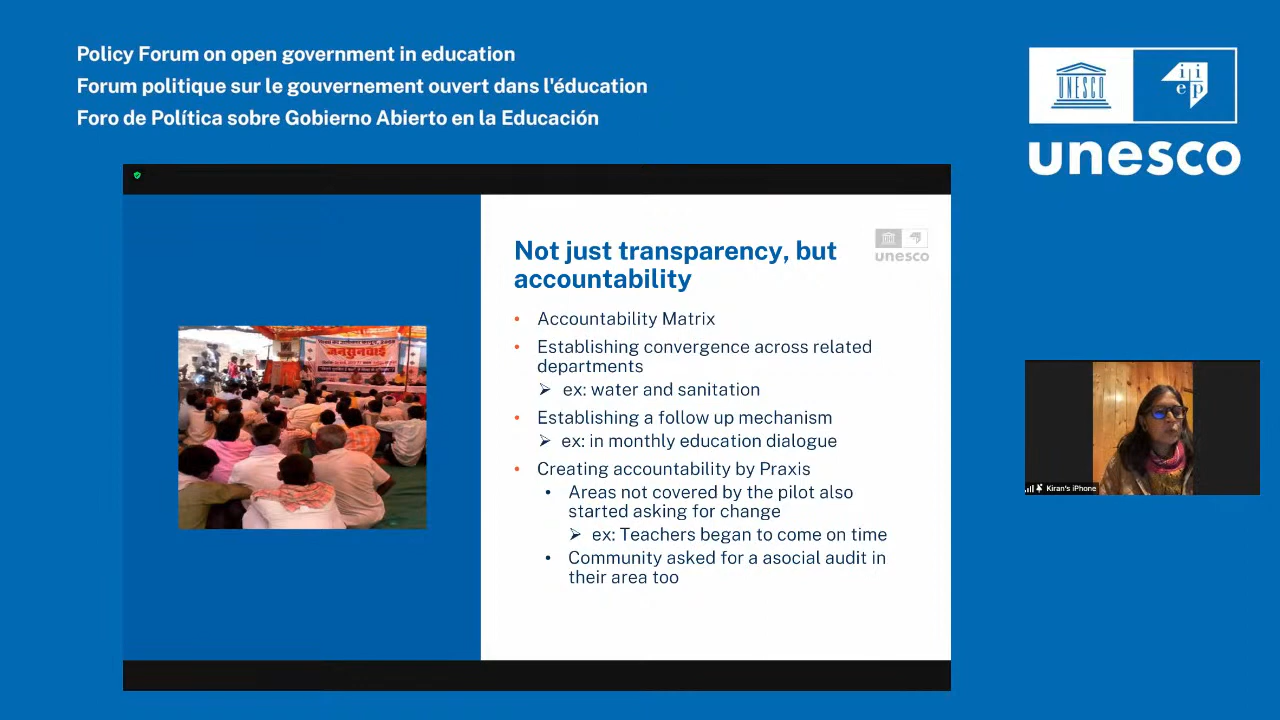 Policy Forum on open government in education
Forum politique sur le gouvernement ouvert dans l'éducation
Foro de Política sobre Gobierno Abierto en la Educación
UNESCO
i i
e p
unesco
Not just transparency, but
accountability
unesco
• Accountability Matrix
• Establishing convergence across related
departments
➢ ex: water and sanitation
• Establishing a follow up mechanism
➢ ex: in monthly education dialogue
• Creating accountability by Praxis
• Areas not covered by the pilot also
started asking for change
➢ ex: Teachers began to come on time
• Community asked for a asocial audit in
their area too
जनसुनवाई
Kiran's iPhone